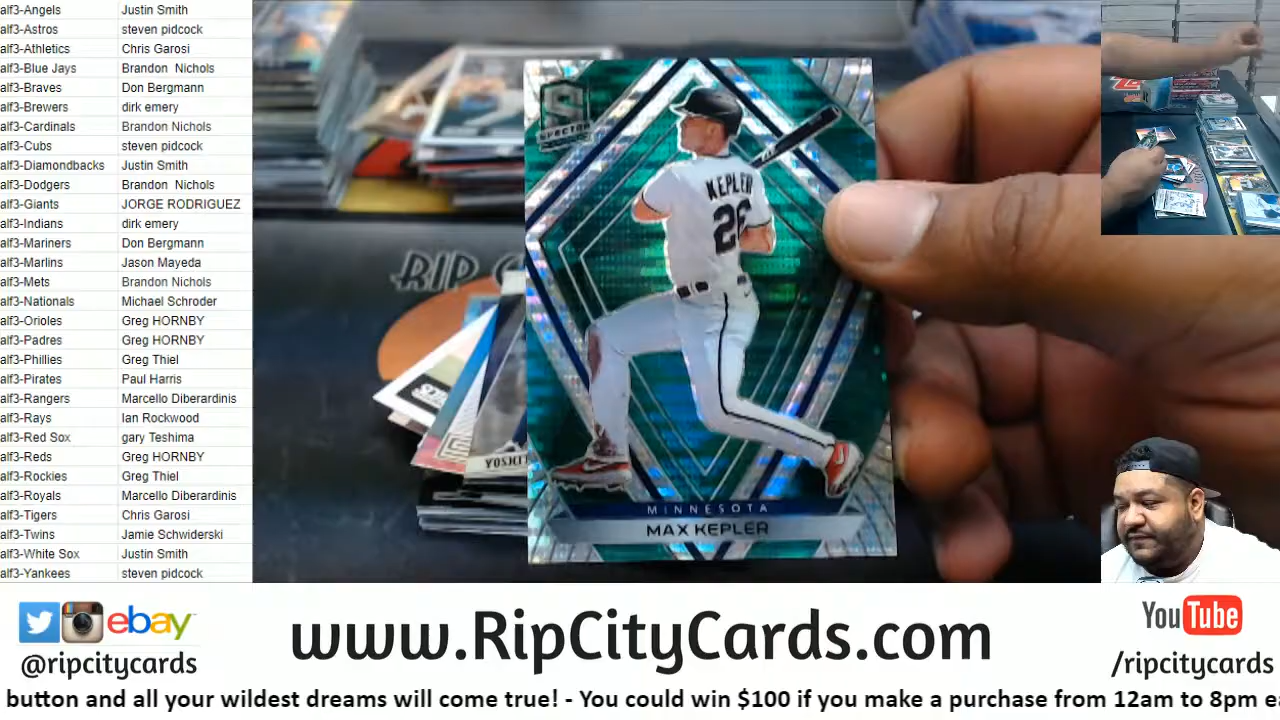 alf3-Angels Justin Smith
alf3-Astros steven pidcock
alf3-Athletics Chris Garosi
alf3-Blue Jays Brandon Nichols
alf3-Braves Don Bergmann
alf3-Brewers dirk emery
alf3-Cardinals Brandon Nichols
alf3-Cubs steven pidcock
alf3-Diamondbacks Justin Smith
alf3-Dodgers Brandon Nichols
alf3-Giants JORGE RODRIGUEZ
alf3-Indians dirk emery
alf3-Mariners Don Bergmann
alf3-Marlins Jason Mayeda
alf3-Mets Brandon Nichols
alf3-Nationals Michael Schroder
alf3-Orioles Greg HORNBY
alf3-Padres Greg HORNBY
alf3-Phillies Greg Thiel
alf3-Pirates Paul Harris
alf3-Rangers Marcello Diberardinis
alf3-Rays Ian Rockwood
alf3-Red Sox gary Teshima
alf3-Reds Greg HORNBY
alf3-Rockies Greg Thiel
alf3-Royals Marcello Diberardinis
alf3-Tigers Chris Garosi
alf3-Twins Jamie Schwiderski
alf3-White Sox Justin Smith
alf3-Yankees steven pidcock
S
SPECTRA
KEPLER
26
RIP
YOSHIT
MINNESOTA
MAX KEPLER
ebay
@ripcitycards
www.RipCityCards.com
YouTube
/ripcitycards
button and all your wildest dreams will come true! - You could win $100 if you make a purchase from 12am to 8pm ea